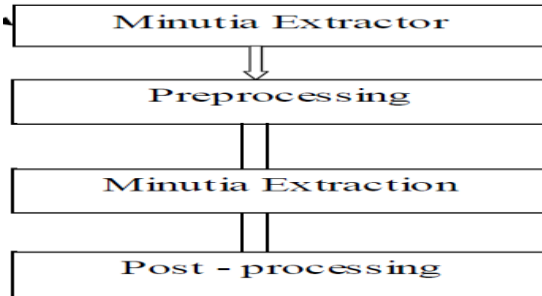 Minutia Extractor
Preprocessing
Minutia Extraction
Post - processing